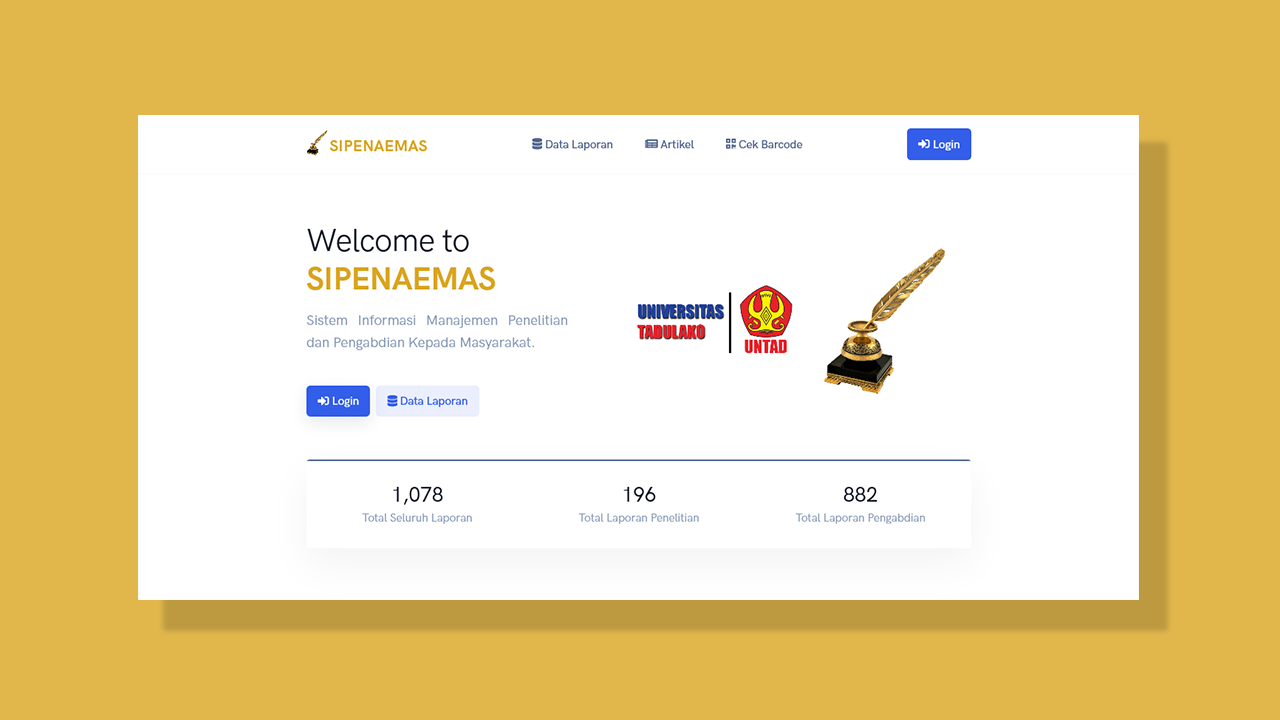 SIPENAEMAS
Data Laporan
Artikel
Cek Barcode
Login
Welcome to
SIPENAEMAS
Sistem Informasi Manajemen Penelitian
dan Pengabdian Kepada Masyarakat.
Login
Data Laporan
UNIVERSITAS
TADULAKO
UNTAD
1,078
Total Seluruh Laporan
196
Total Laporan Penelitian
882
Total Laporan Pengabdian